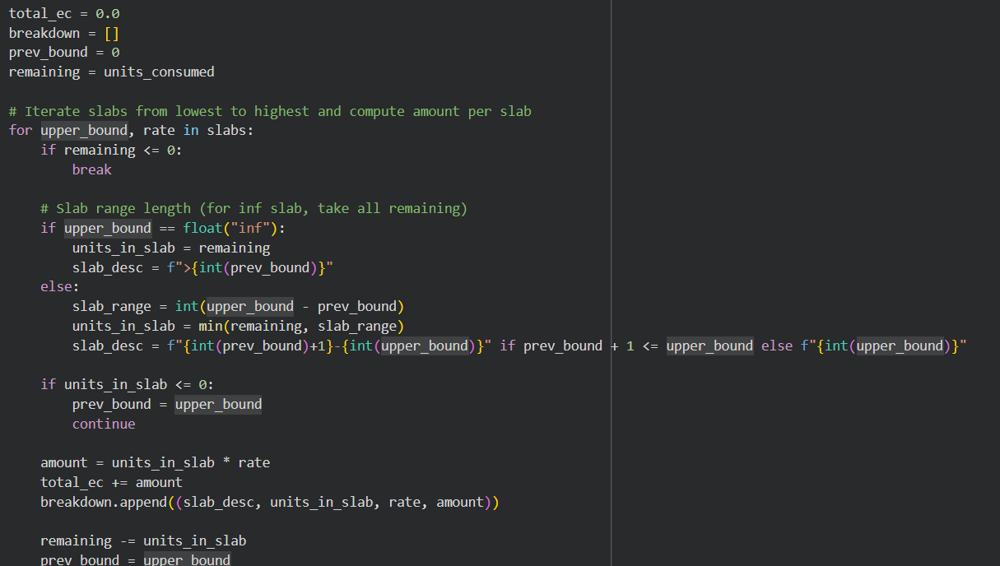 total_ec = 0.0
breakdown = []
prev_bound = 0
remaining = units_consumed
# Iterate slabs from lowest to highest and compute amount per slab
for upper_bound, rate in slabs:
    if remaining <= 0:
        break
    # Slab range length (for inf slab, take all remaining)
    if upper_bound == float("inf"):
        units_in_slab = remaining
        slab_desc = f">{int(prev_bound)}"
    else:
        slab_range = int(upper_bound - prev_bound)
        units_in_slab = min(remaining, slab_range)
        slab_desc = f"{int(prev_bound)+1}-{int(upper_bound)}" if prev_bound + 1 <= upper_bound else f"{int(upper_bound)}"
    if units_in_slab <= 0:
        prev_bound = upper_bound
        continue
    amount = units_in_slab * rate
    total_ec += amount
    breakdown.append((slab_desc, units_in_slab, rate, amount))
    remaining -= units_in_slab
    prev_bound = upper_bound